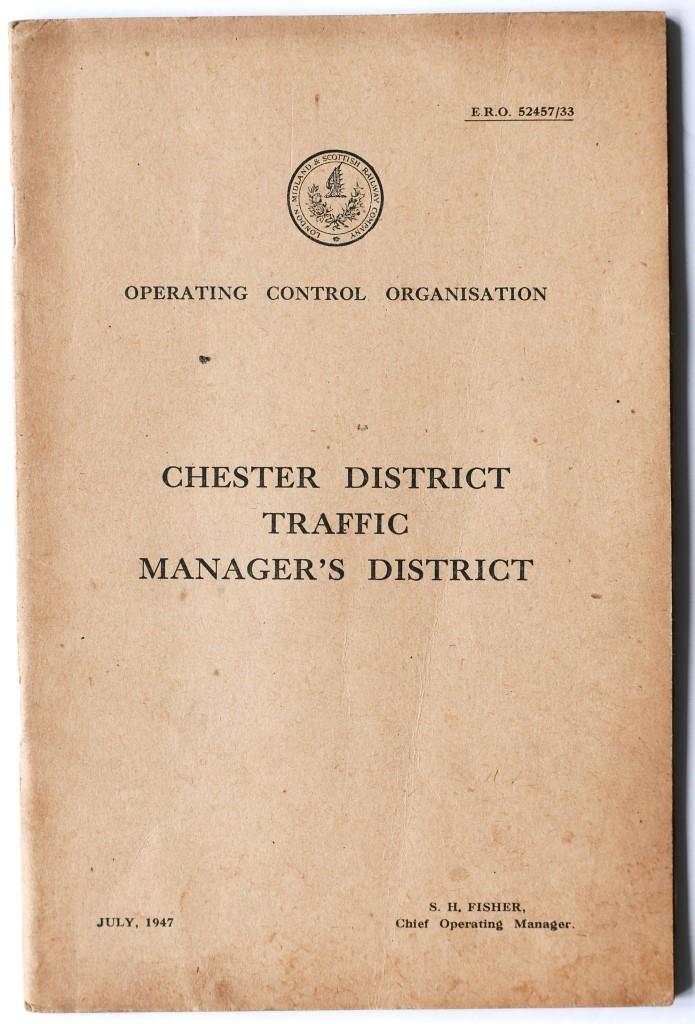 E.R.O. 52457/33
LONDON MIDLAND & SCOTTISH RAILWAY COMPANY
OPERATING CONTROL ORGANISATION
CHESTER DISTRICT
TRAFFIC
MANAGER'S DISTRICT
JULY, 1947
S. H. FISHER,
Chief Operating Manager.